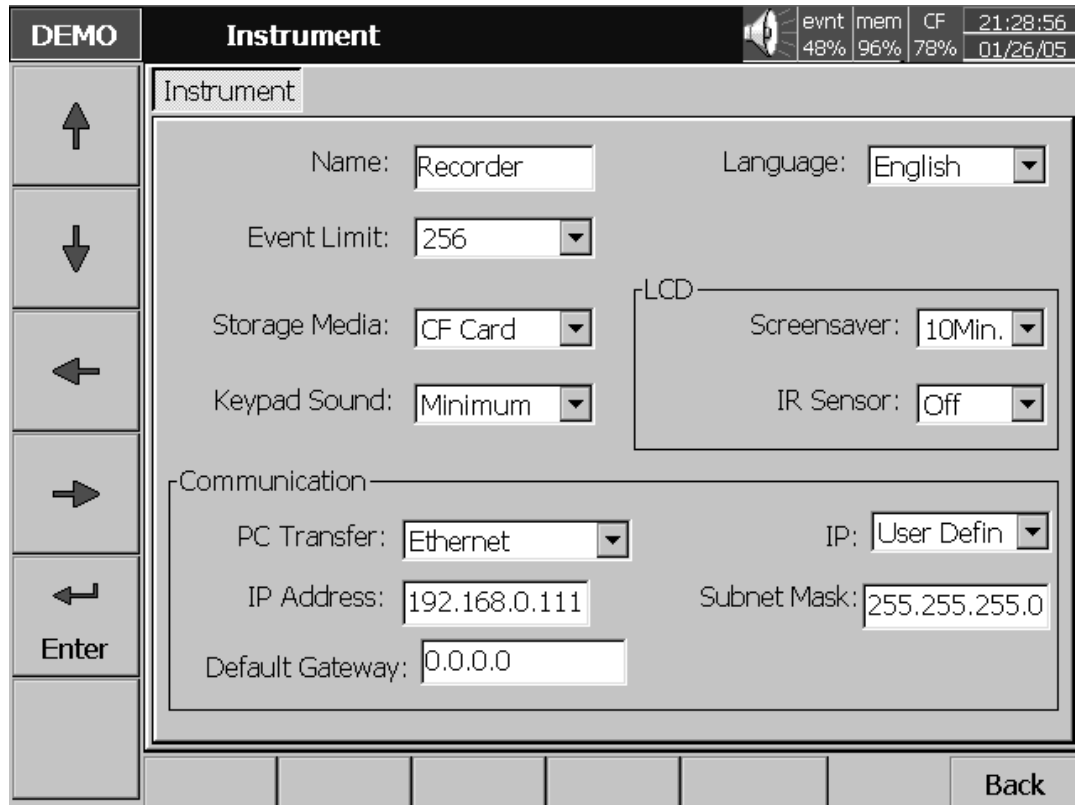 DEMO Instrument evnt mem CF 21:28:56
48% 96% 78% 01/26/05
Instrument
Name: Recorder Language: English
Event Limit: 256
LCD
Storage Media: CF Card Screensaver: 10Min.
Keypad Sound: Minimum IR Sensor: Off
Communication
PC Transfer: Ethernet IP: User Defin
IP Address: 192.168.0.111 Subnet Mask: 255.255.255.0
Enter
Default Gateway: 0.0.0.0
Back